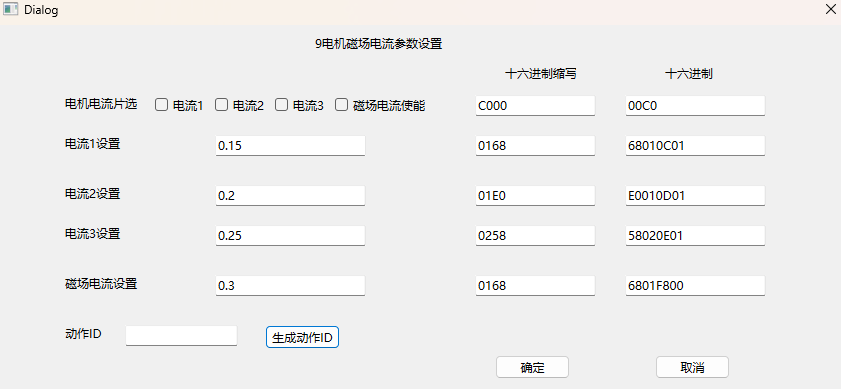 Dialog
9电机磁场电流参数设置
十六进制缩写 十六进制
电机电流片选 电流1 电流2 电流3 磁场电流使能 C000 00C0
电流1设置 0.15 0168 68010C01
电流2设置 0.2 01E0 E0010D01
电流3设置 0.25 0258 58020E01
磁场电流设置 0.3 0168 6801F800
动作ID 生成动作ID
确定 取消